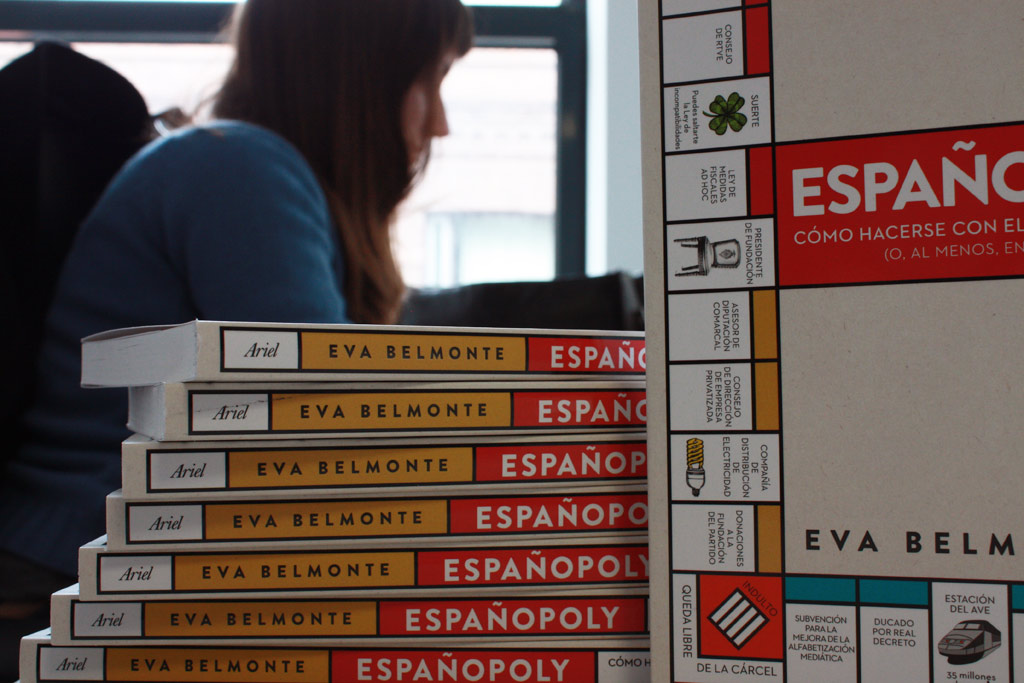 Ariel EVA BELMONTE ESPAÑO
Ariel EVA BELMONTE ESPAÑO
Ariel EVA BELMONTE ESPAÑOP
Ariel EVA BELMONTE ESPAÑOPO
Ariel EVA BELMONTE ESPAÑOPOLY
Ariel EVA BELMONTE ESPAÑOPOLY
Ariel EVA BELMONTE ESPAÑOPOLY CÓMO H
CONSEJO
DE RTVE
SUERTE
Puedes saltarte
la Ley de
incompatibilidades
LEY DE
MEDIDAS
FISCALES
AD HOC
PRESIDENTE
DE FUNDACIÓN
ASESOR DE
DIPUTACIÓN
COMARCAL
CONSEJO
DE DIRECCIÓN
DE EMPRESA
PRIVATIZADA
COMPAÑÍA
DE
DISTRIBUCIÓN
DE
ELECTRICIDAD
DONACIONES
A LA
FUNDACIÓN
DEL PARTIDO
QUEDA LIBRE
INDULTO
DE LA CÁRCEL
ESPAÑO
CÓMO HACERSE CON EL
(O, AL MENOS, EN
EVA BELM
SUBVENCIÓN
PARA LA
MEJORA DE LA
ALFABETIZACIÓN
MEDIÁTICA
DUCADO
POR REAL
DECRETO
ESTACIÓN
DEL AVE
35 millones